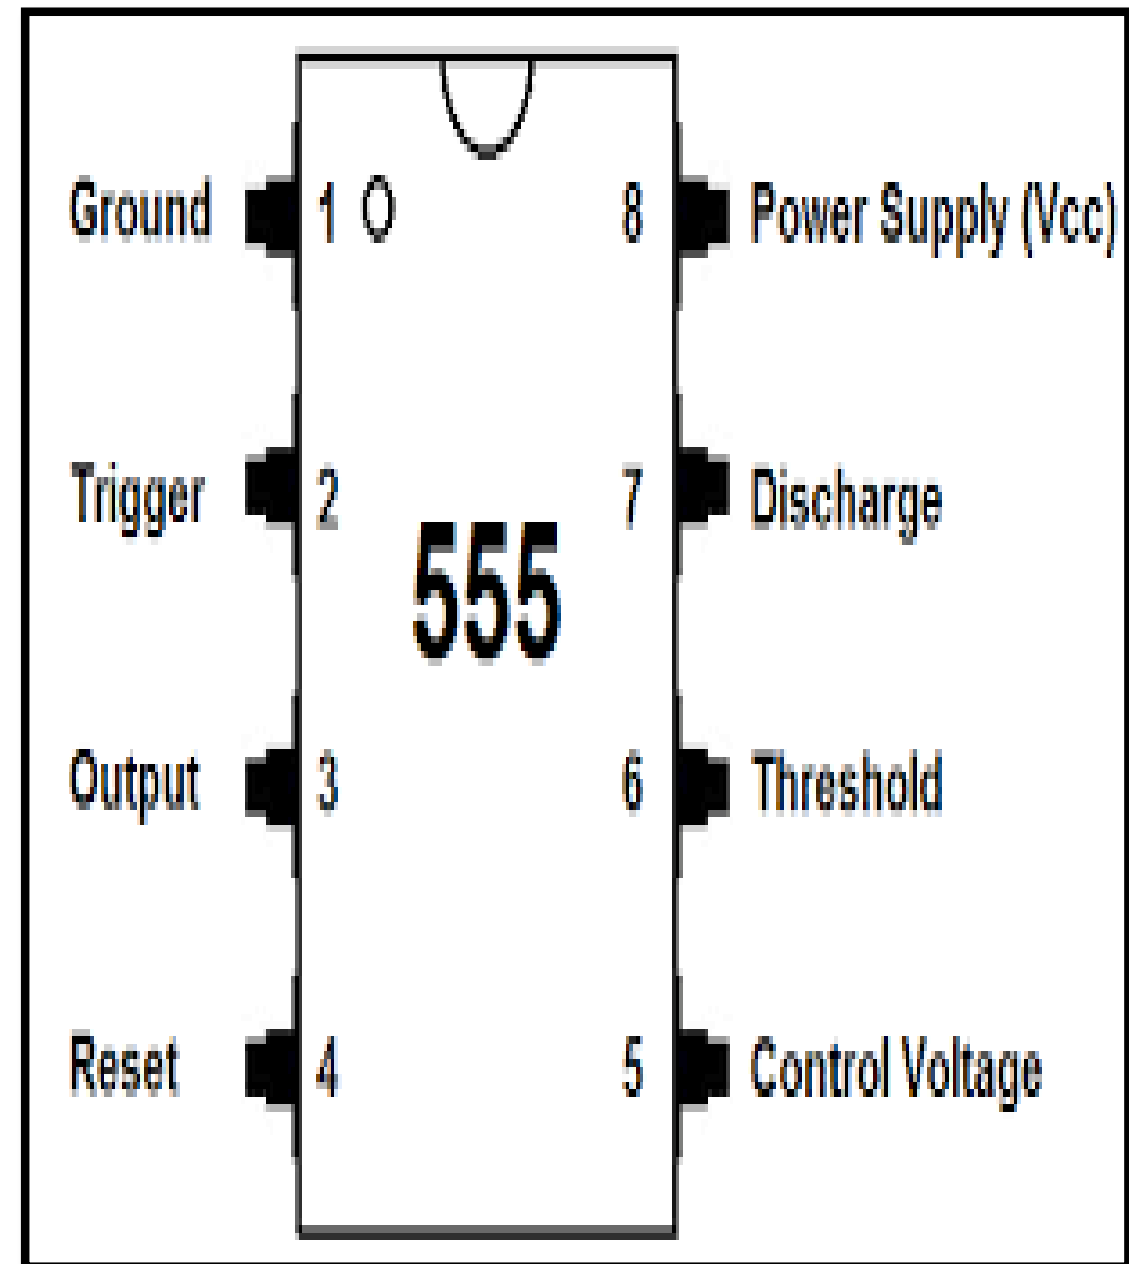 Ground 1 8 Power Supply (Vcc)
Trigger 2 7 Discharge
555
Output 3 6 Threshold
Reset 4 5 Control Voltage